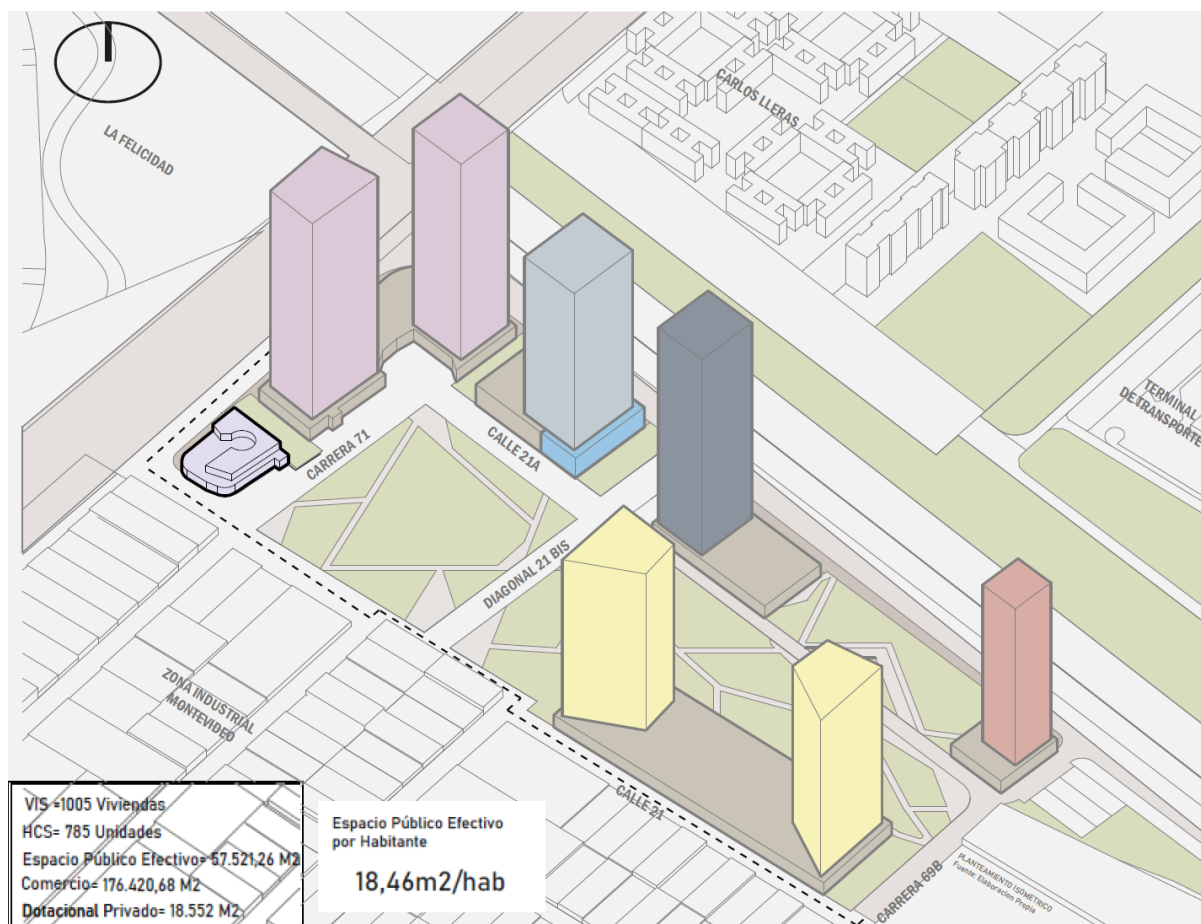 LA FELICIDAD
CARLOS LLERAS
TERMINAL
DE TRANSPORTE
CARRERA 71
CALLE 21A
DIAGONAL 21 BIS
ZONA INDUSTRIAL
MONTEVIDEO
CALLE 21
CARRERA 69B
PLANTEAMIENTO ISOMETRICO
Fuente: Elaboracion Propia
VIS =1005 Viviendas
HCS= 785 Unidades
Espacio Público Efectivo= 57.521,26 M2
Comercio= 176.420,68 M2
Dotacional Privado= 18.552 M2
Espacio Público Efectivo
por Habitante
18,46m2/hab